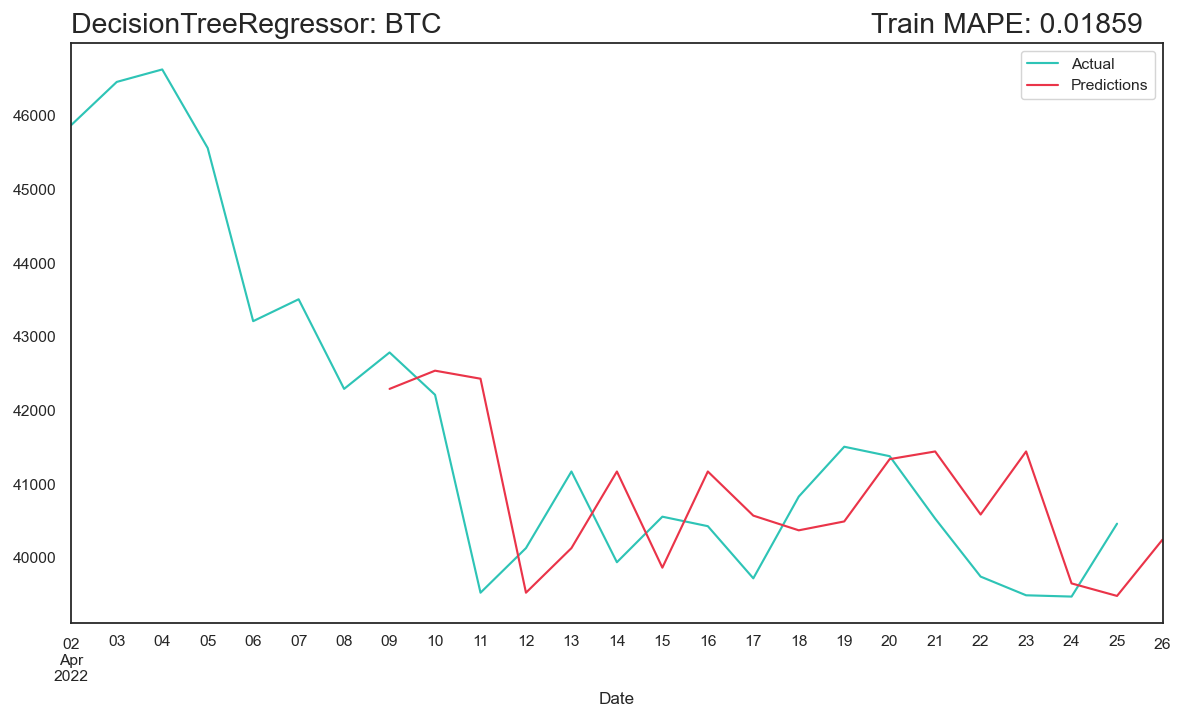 DecisionTreeRegressor: BTC Train MAPE: 0.01859
Actual
Predictions
46000
45000
44000
43000
42000
41000
40000
02 03 04 05 06 07 08 09 10 11 12 13 14 15 16 17 18 19 20 21 22 23 24 25 26
Apr
2022
Date